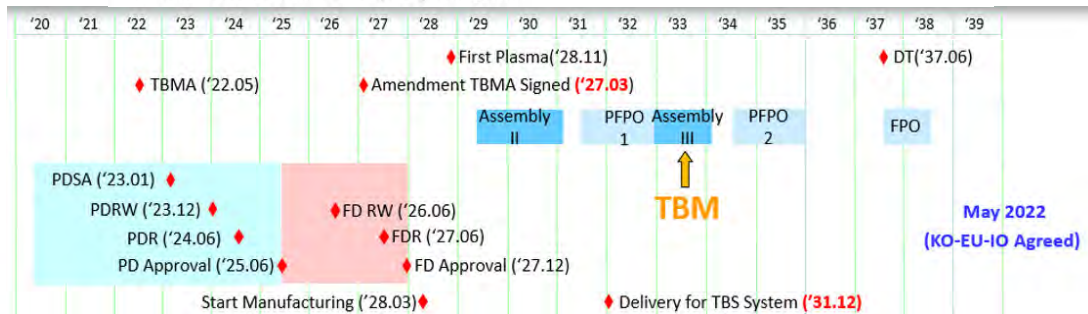 '20 '21 '22 '23 '24 '25 '26 '27 '28 '29 '30 '31 '32 '33 '34 '35 '36 '37 '38 '39
First Plasma('28.11) DT('37.06)
TBMA ('22.05) Amendment TBMA Signed ('27.03)
Assembly II
PFPO 1
Assembly III
PFPO 2
FPO
PDSA ('23.01)
TBM
PDRW ('23.12) FD RW ('26.06) May 2022
PDR ('24.06) FDR ('27.06) (KO-EU-IO Agreed)
PD Approval ('25.06) FD Approval ('27.12)
Start Manufacturing ('28.03) Delivery for TBS System ('31.12)